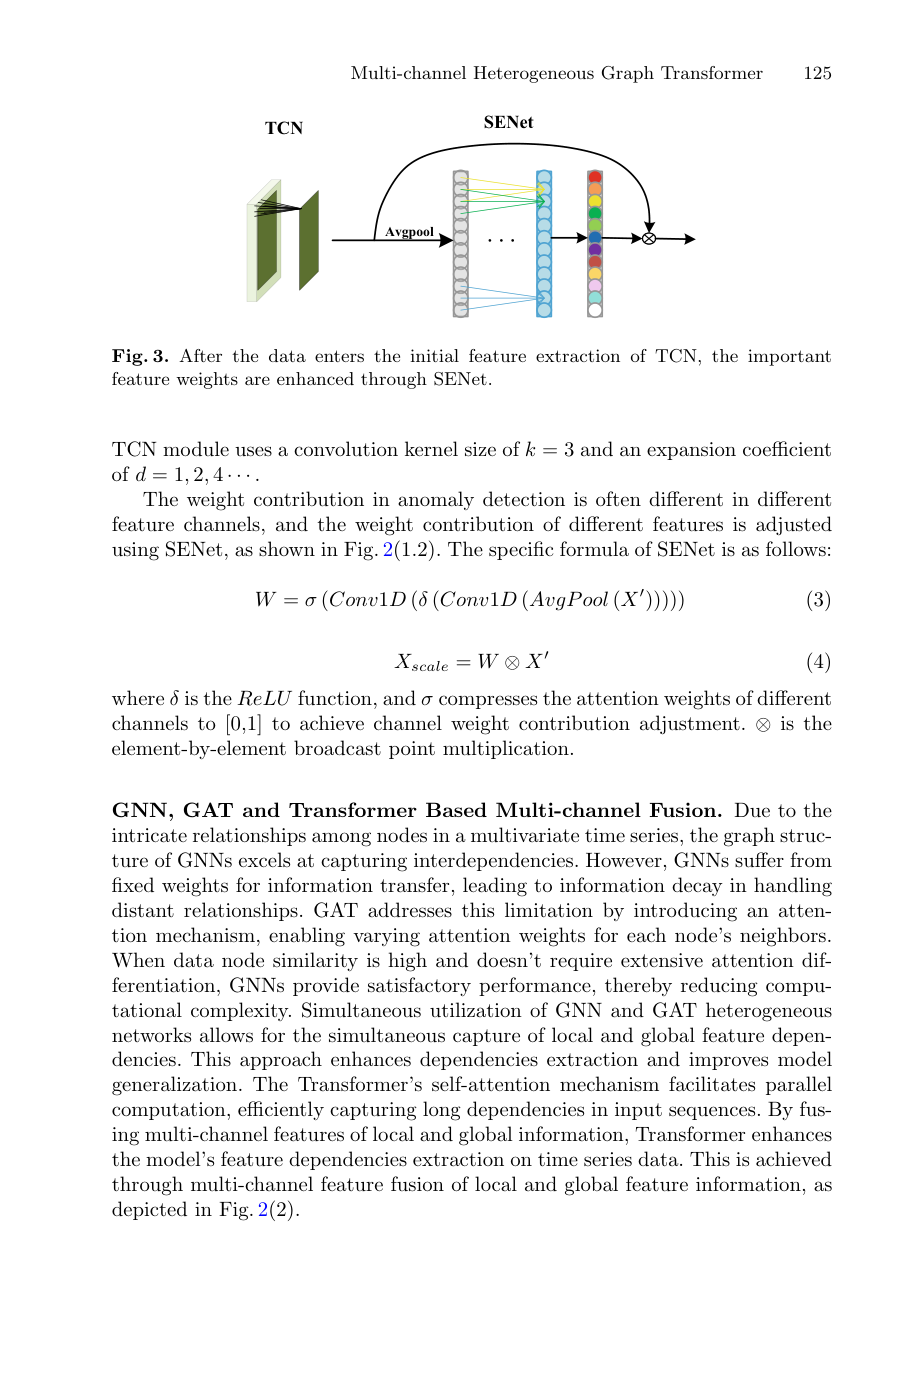 Multi-channel Heterogeneous Graph Transformer 125
TCN
SENet
Avgpool
. . .
Fig. 3. After the data enters the initial feature extraction of TCN, the important
feature weights are enhanced through SENet.
TCN module uses a convolution kernel size of k = 3 and an expansion coefficient
of d = 1, 2, 4 · · · .
The weight contribution in anomaly detection is often different in different
feature channels, and the weight contribution of different features is adjusted
using SENet, as shown in Fig. 2(1.2). The specific formula of SENet is as follows:
W = σ (Conv1D (δ (Conv1D (AvgPool (X′))))) (3)
X_scale = W ⊗ X′ (4)
where δ is the ReLU function, and σ compresses the attention weights of different
channels to [0,1] to achieve channel weight contribution adjustment. ⊗ is the
element-by-element broadcast point multiplication.
GNN, GAT and Transformer Based Multi-channel Fusion. Due to the
intricate relationships among nodes in a multivariate time series, the graph struc-
ture of GNNs excels at capturing interdependencies. However, GNNs suffer from
fixed weights for information transfer, leading to information decay in handling
distant relationships. GAT addresses this limitation by introducing an atten-
tion mechanism, enabling varying attention weights for each node's neighbors.
When data node similarity is high and doesn't require extensive attention dif-
ferentiation, GNNs provide satisfactory performance, thereby reducing compu-
tational complexity. Simultaneous utilization of GNN and GAT heterogeneous
networks allows for the simultaneous capture of local and global feature depen-
dencies. This approach enhances dependencies extraction and improves model
generalization. The Transformer's self-attention mechanism facilitates parallel
computation, efficiently capturing long dependencies in input sequences. By fus-
ing multi-channel features of local and global information, Transformer enhances
the model's feature dependencies extraction on time series data. This is achieved
through multi-channel feature fusion of local and global feature information, as
depicted in Fig. 2(2).